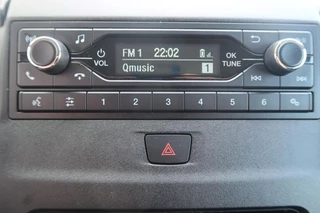 FM 1 22:02
VOL
OK
TUNE
Qmusic 1
1 2 3 4 5 6